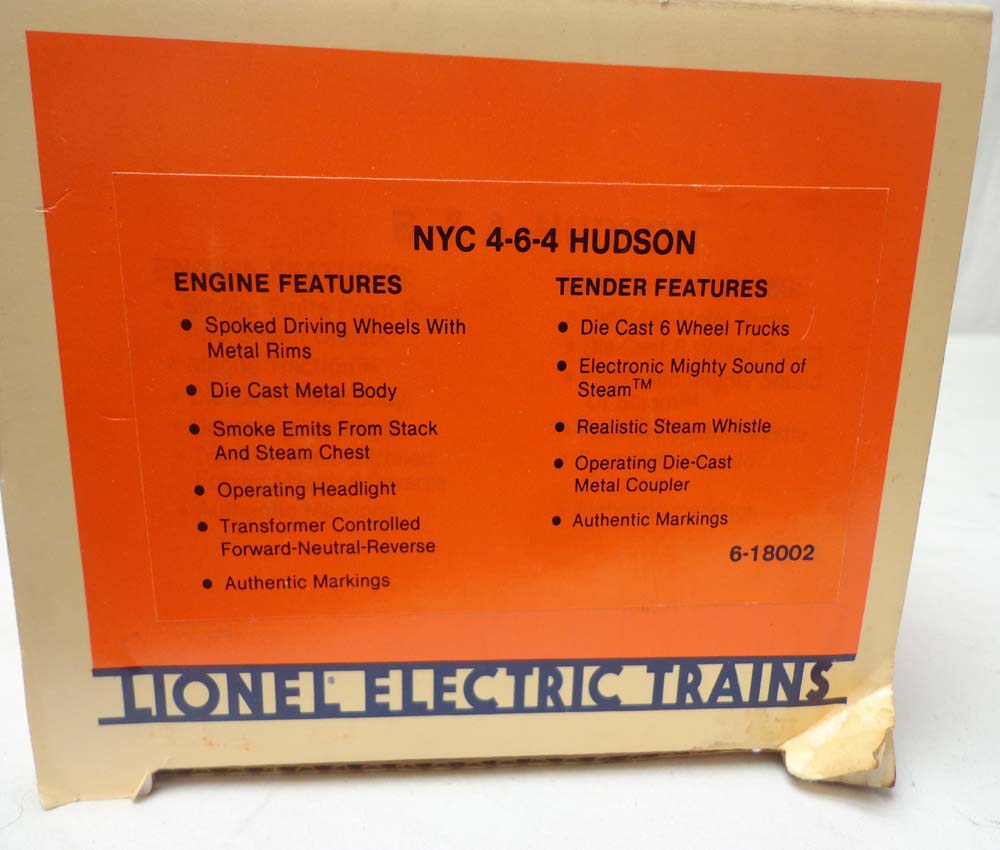 NYC 4-6-4 HUDSON
ENGINE FEATURES
• Spoked Driving Wheels With
Metal Rims
• Die Cast Metal Body
• Smoke Emits From Stack
And Steam Chest
• Operating Headlight
• Transformer Controlled
Forward-Neutral-Reverse
• Authentic Markings
TENDER FEATURES
• Die Cast 6 Wheel Trucks
• Electronic Mighty Sound of
Steam™
• Realistic Steam Whistle
• Operating Die-Cast
Metal Coupler
• Authentic Markings
6-18002
LIONEL® ELECTRIC TRAINS